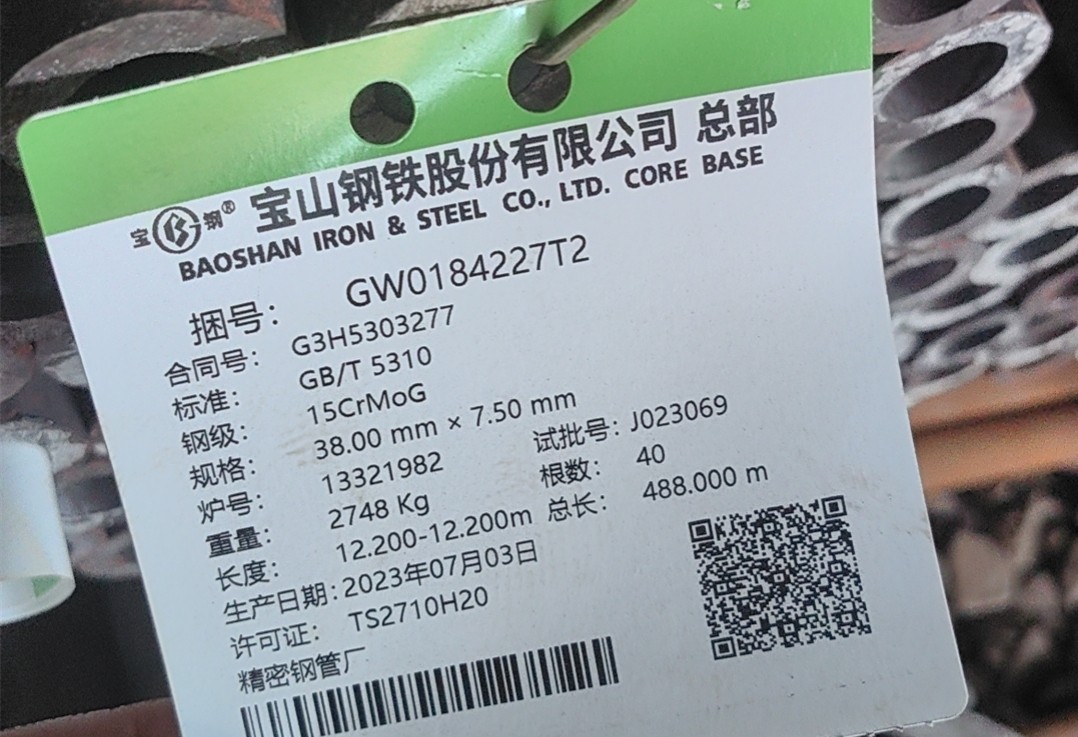 宝钢® 宝山钢铁股份有限公司 总部
BAOSHAN IRON & STEEL CO., LTD. CORE BASE
捆号: GW0184227T2
合同号: G3H5303277
标准: GB/T 5310
钢级: 15CrMoG
规格: 38.00 mm × 7.50 mm
炉号: 13321982 试批号: J023069
重量: 2748 Kg 根数: 40
长度: 12.200-12.200m 总长: 488.000 m
生产日期: 2023年07月03日
许可证: TS2710H20
精密钢管厂